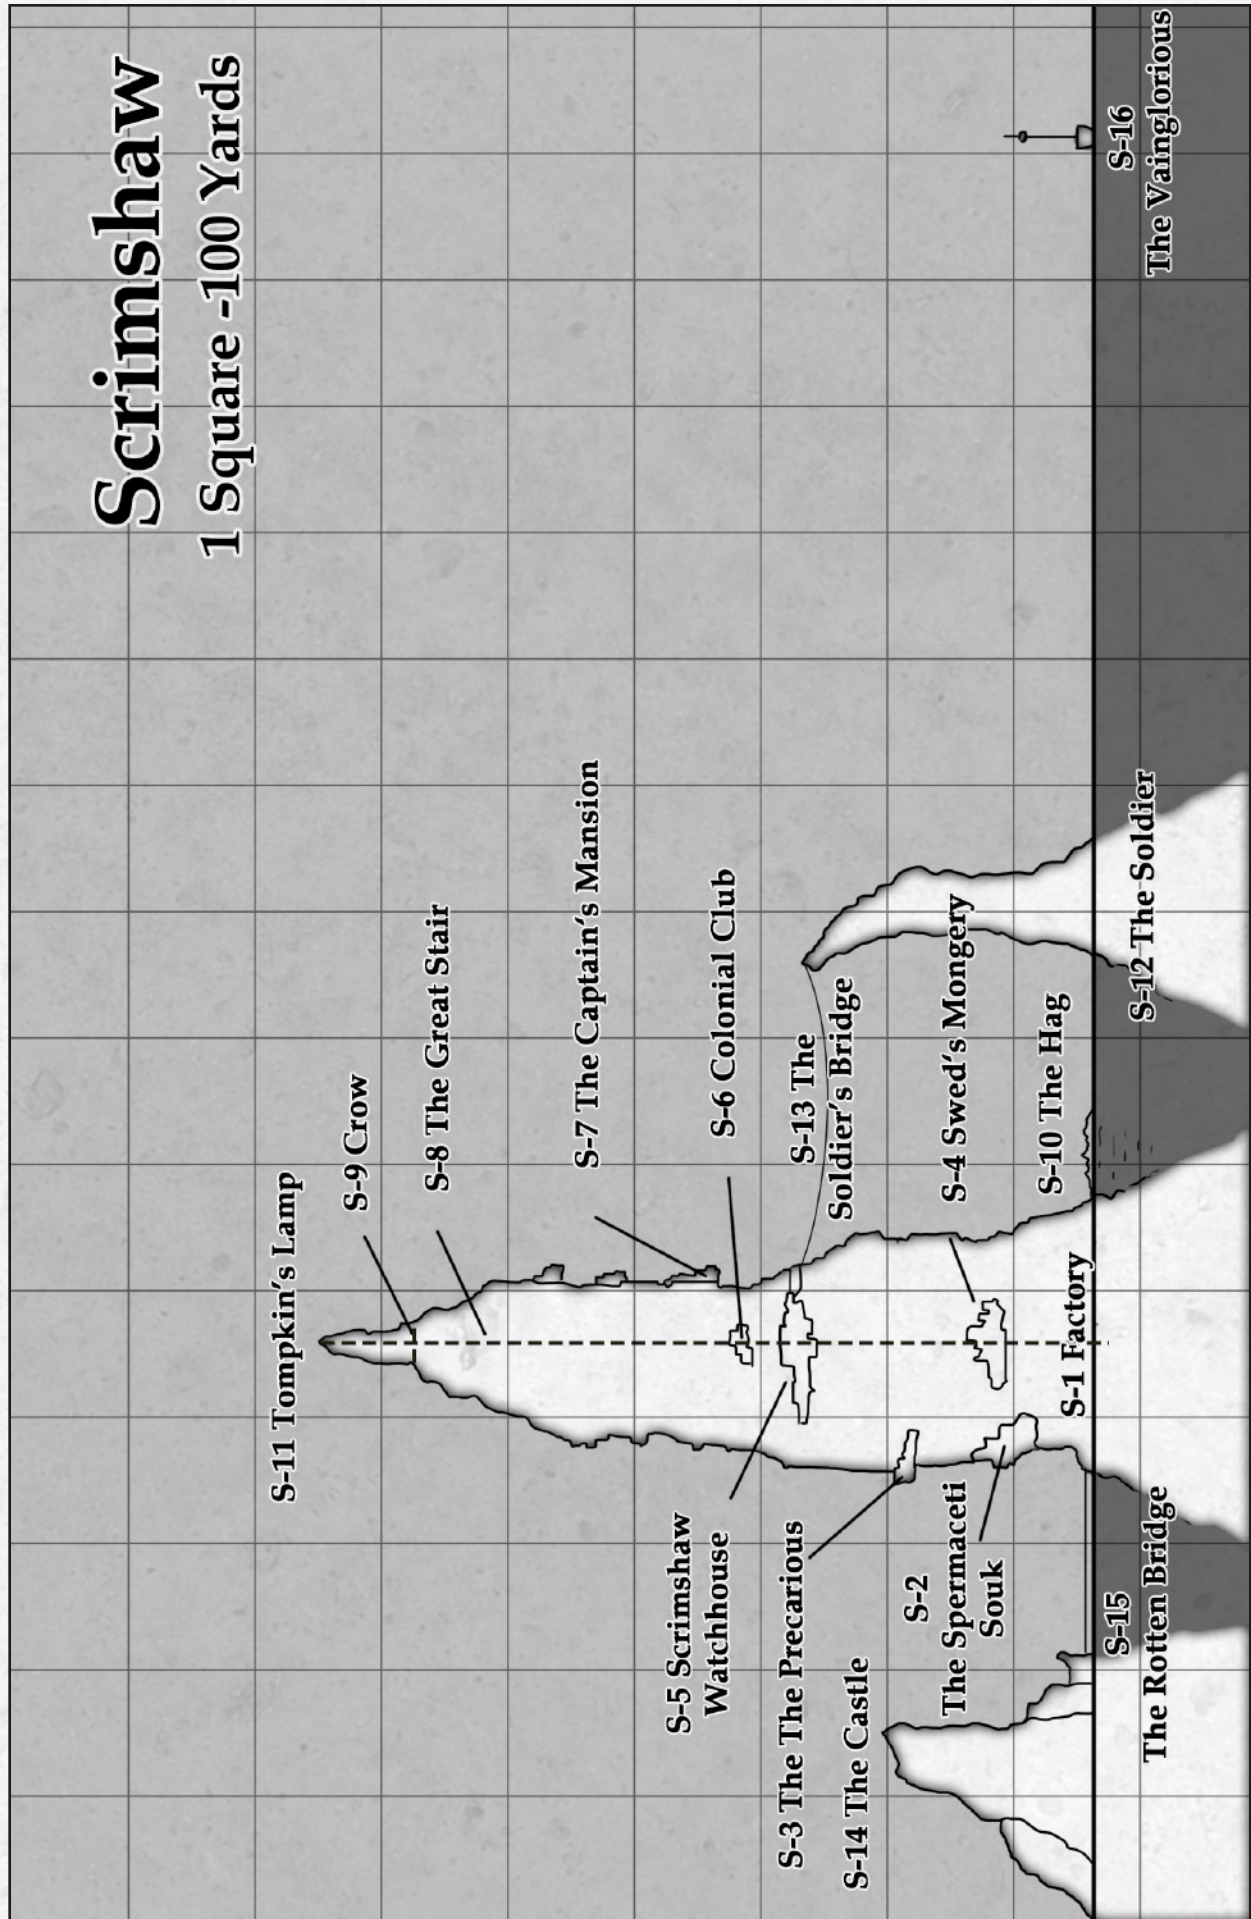 Scrimshaw
1 Square -100 Yards
S-11 Tompkin's Lamp
S-9 Crow
S-8 The Great Stair
S-7 The Captain's Mansion
S-6 Colonial Club
S-5 Scrimshaw
Watchhouse
S-13 The
Soldier's Bridge
S-3 The The Precarious
S-14 The Castle
S-2
The Spermaceti
Souk
S-4 Swed's Mongery
S-10 The Hag
S-1 Factory
S-12 The Soldier
S-15
The Rotten Bridge
S-16
The Vainglorious